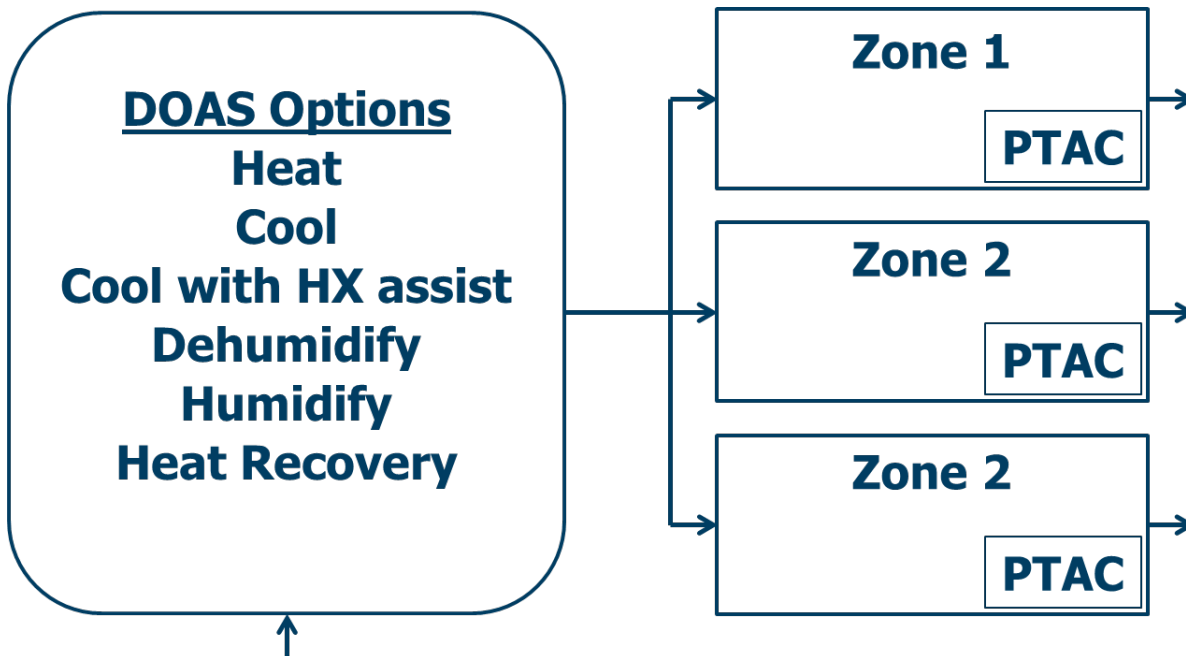 DOAS Options
Heat
Cool
Cool with HX assist
Dehumidify
Humidify
Heat Recovery
Zone 1
PTAC
Zone 2
PTAC
Zone 2
PTAC